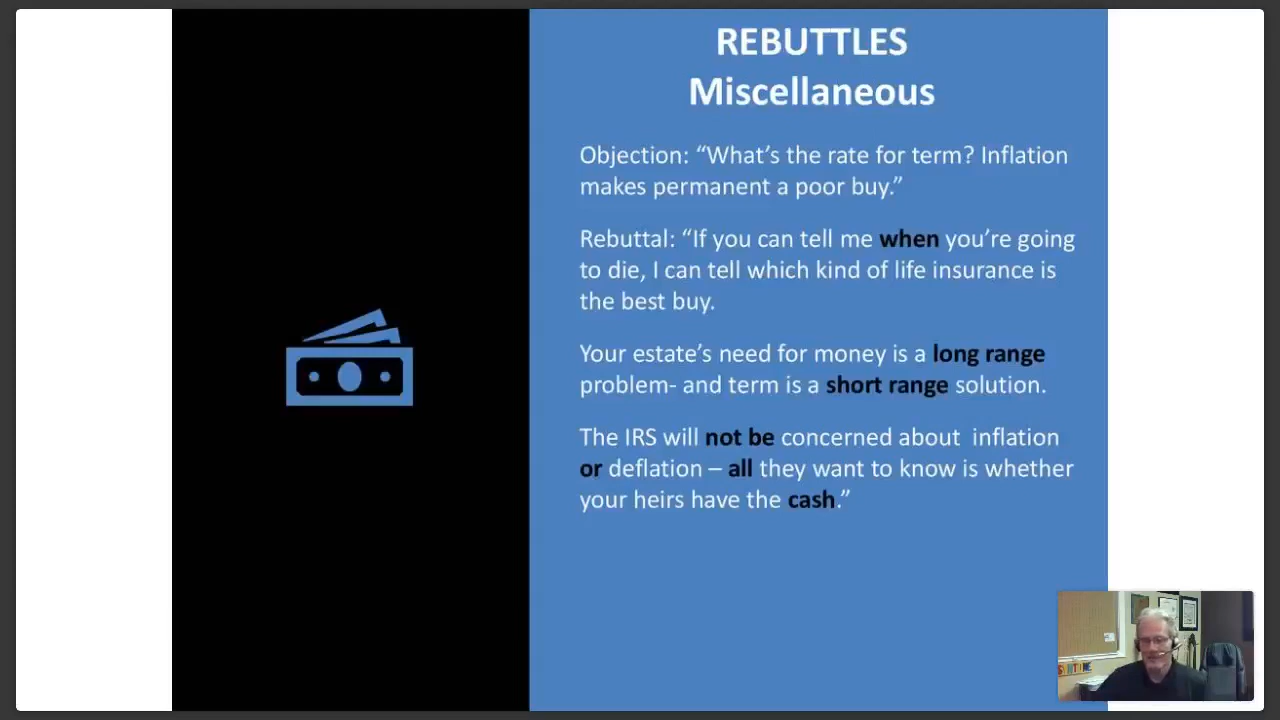 REBUTTLES
Miscellaneous
Objection: “What’s the rate for term? Inflation
makes permanent a poor buy.”
Rebuttal: “If you can tell me when you’re going
to die, I can tell which kind of life insurance is
the best buy.
Your estate’s need for money is a long range
problem- and term is a short range solution.
The IRS will not be concerned about  inflation
or deflation – all they want to know is whether
your heirs have the cash.”